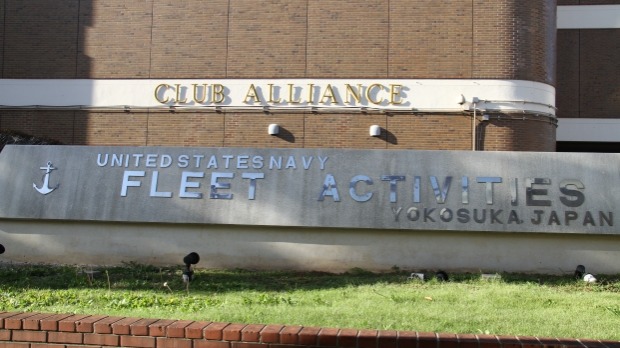 CLUB ALLIANCE
UNITED STATES NAVY
FLEET ACTIVITIES
YOKOSUKA, JAPAN